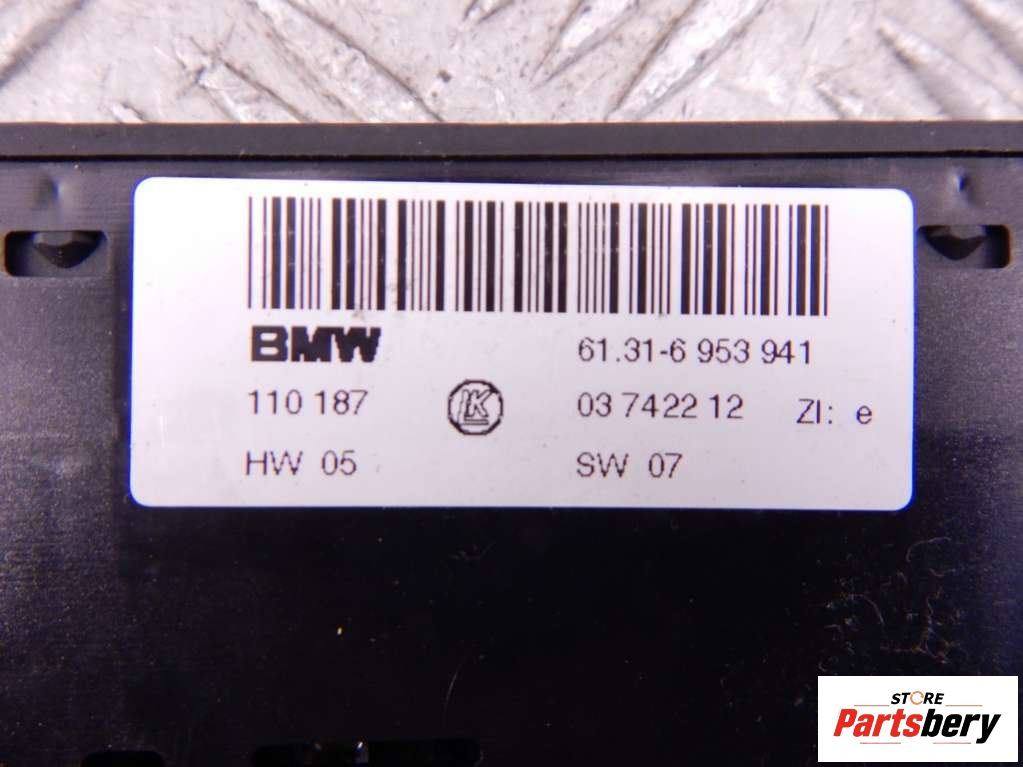 BMW 61.31-6 953 941
110 187 LK 03 7422 12 ZI: e
HW 05 SW 07
STORE
Partsbery